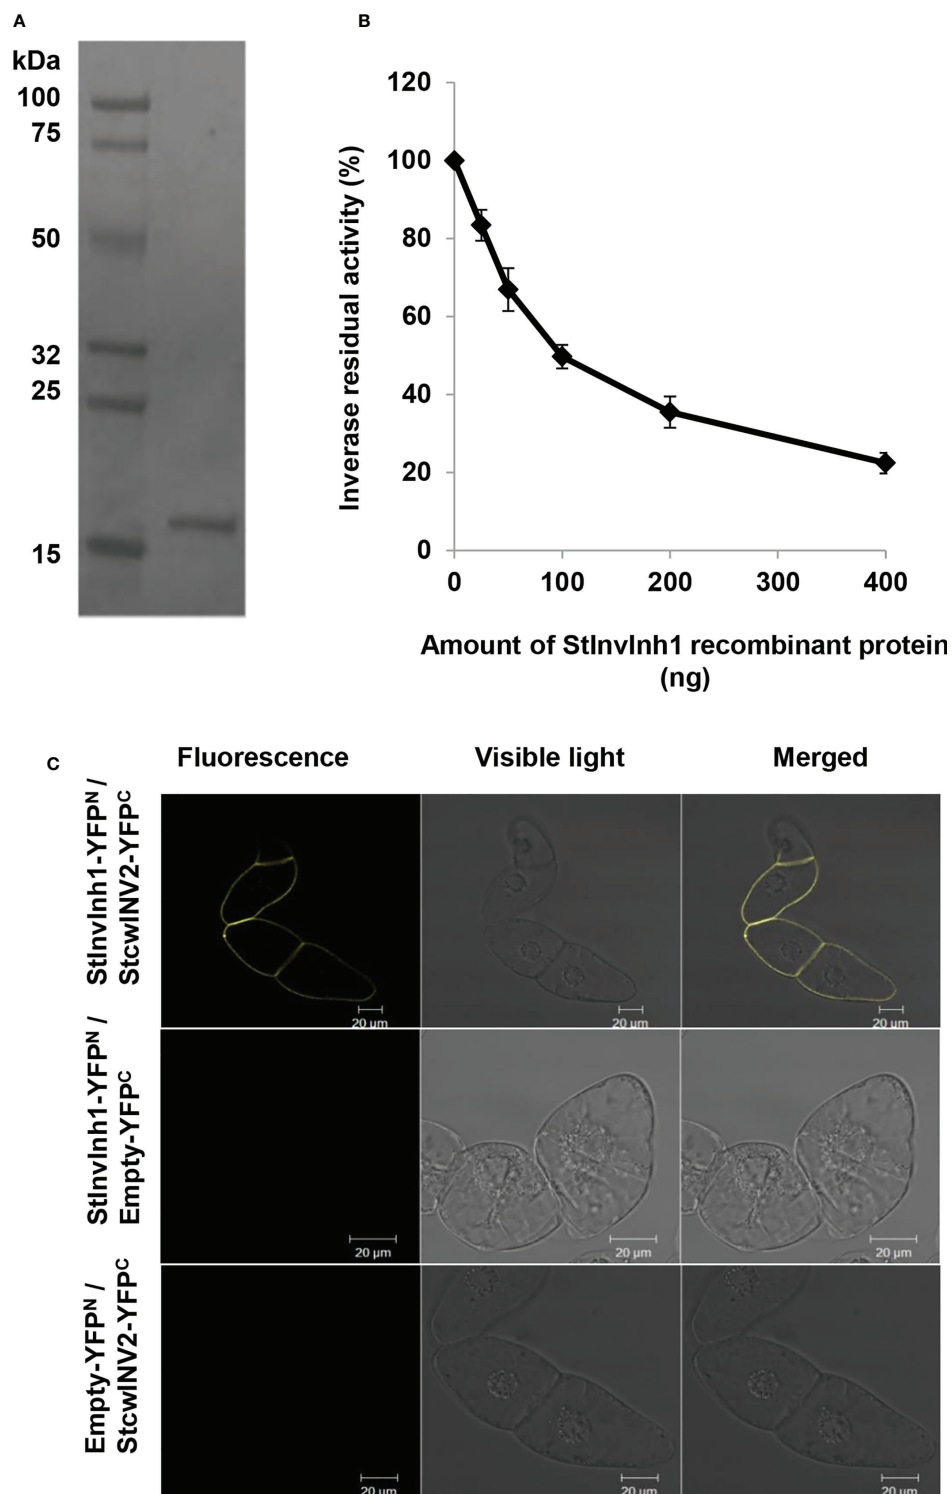 A
kDa
100
75
50
32
25
15
B
Inverase residual activity (%)
120
100
80
60
40
20
0
0 100 200 300 400
Amount of StInvInh1 recombinant protein
(ng)
C
Fluorescence Visible light Merged
StInvInh1-YFPᴺ /
StcwINV2-YFPᶜ
20 µm 20 µm 20 µm
StInvInh1-YFPᴺ /
Empty-YFPᶜ
20 µm 20 µm 20 µm
Empty-YFPᴺ /
StcwINV2-YFPᶜ
20 µm 20 µm 20 µm